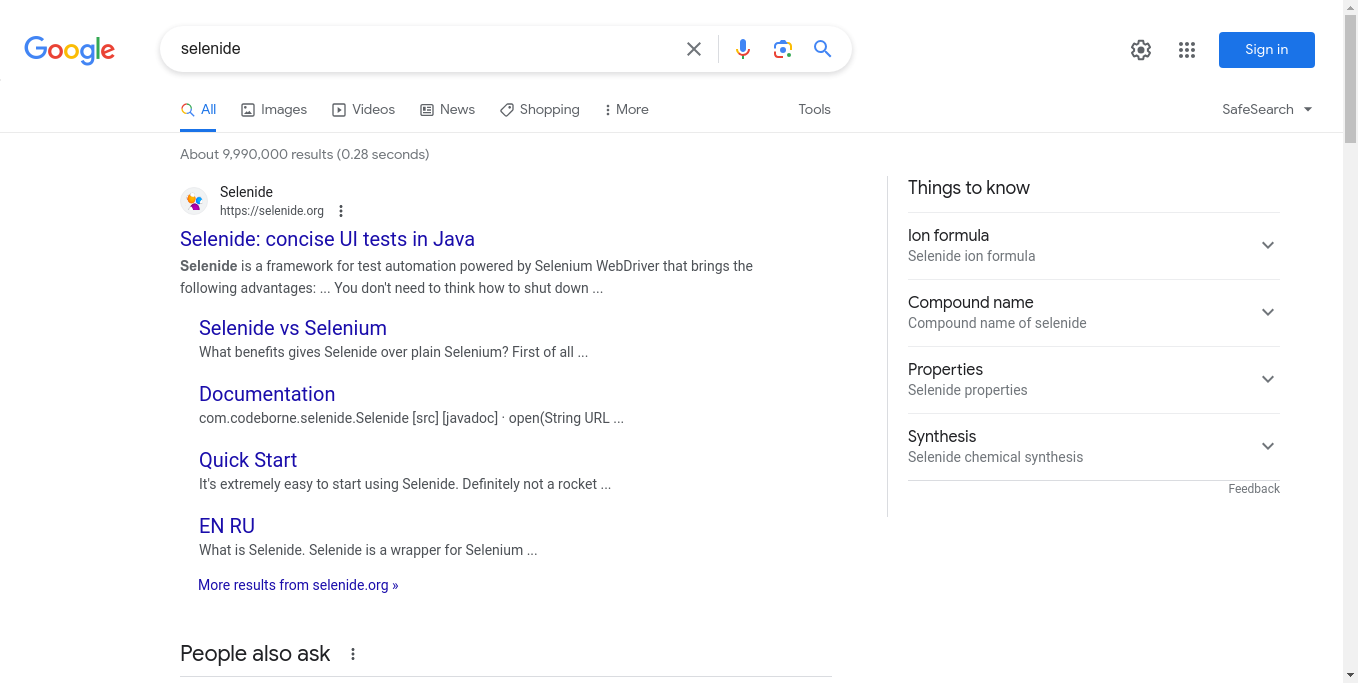 Google
selenide
Sign in
All
Images
Videos
News
Shopping
More
Tools
SafeSearch
About 9,990,000 results (0.28 seconds)
Selenide
https://selenide.org
Selenide: concise UI tests in Java
Selenide is a framework for test automation powered by Selenium WebDriver that brings the
following advantages: ... You don't need to think how to shut down ...
Selenide vs Selenium
What benefits gives Selenide over plain Selenium? First of all ...
Documentation
com.codeborne.selenide.Selenide [src] [javadoc] · open(String URL ...
Quick Start
It's extremely easy to start using Selenide. Definitely not a rocket ...
EN RU
What is Selenide. Selenide is a wrapper for Selenium ...
More results from selenide.org »
People also ask
Things to know
Ion formula
Selenide ion formula
Compound name
Compound name of selenide
Properties
Selenide properties
Synthesis
Selenide chemical synthesis
Feedback